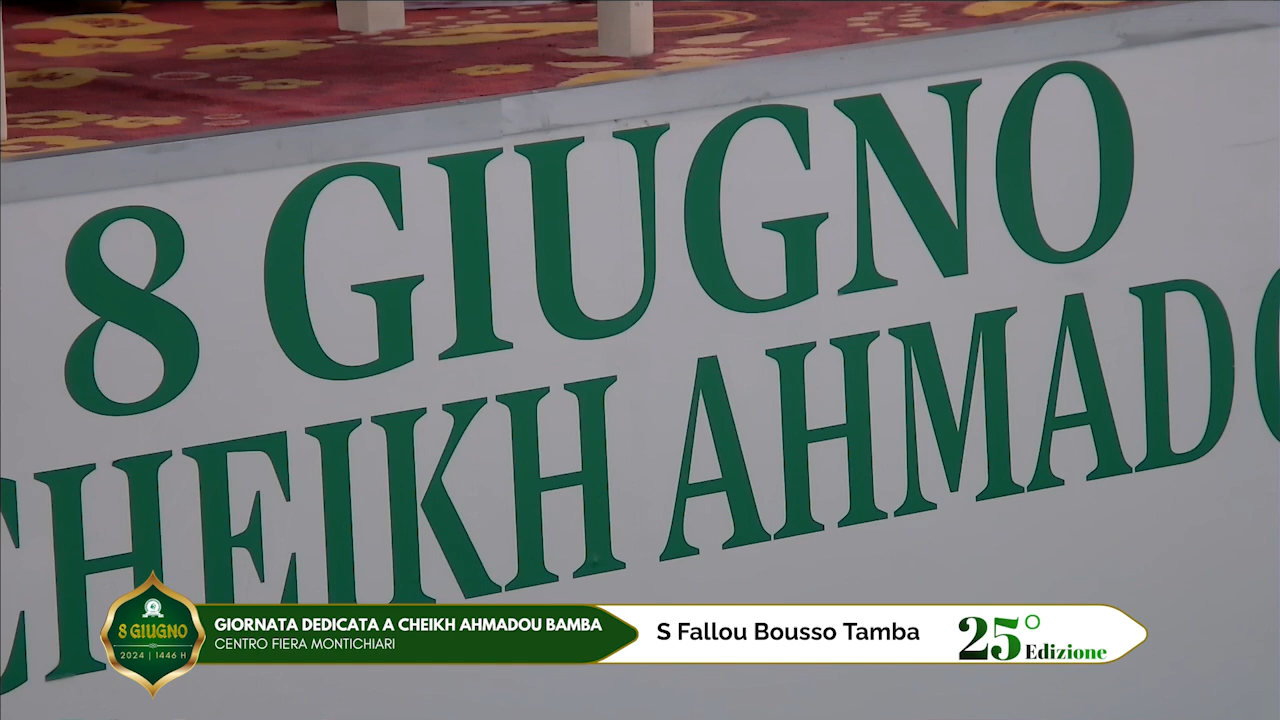 8 GIUGNO
CHEIKH AHMADO
8 GIUGNO
2024 | 1446 H
GIORNATA DEDICATA A CHEIKH AHMADOU BAMBA
CENTRO FIERA MONTICHIARI
S Fallou Bousso Tamba
25° Edizione